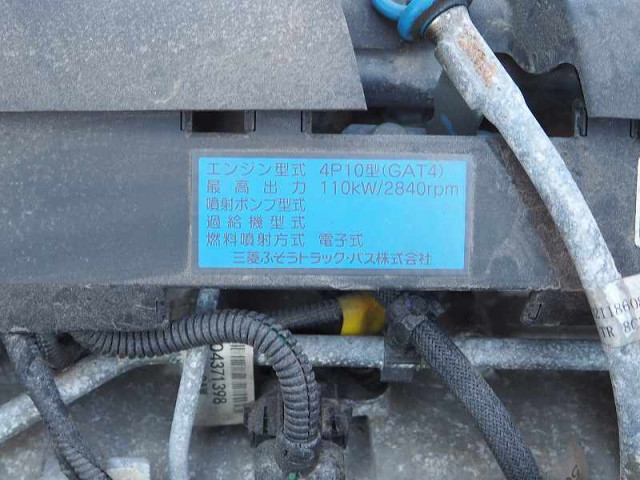 エンジン型式 4P10型(GAT4)
最高出力 110kW/2840rpm
噴射ポンプ型式
過給機型式
燃料噴射方式 電子式
三菱ふそうトラック・バス株式会社
04371398